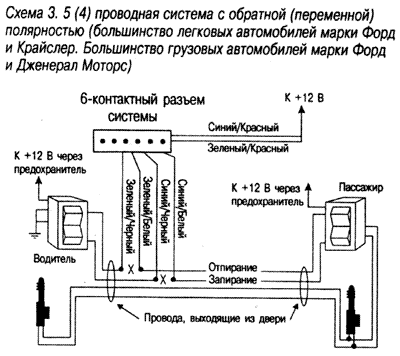 Схема 3. 5 (4) проводная система с обратной (переменной)
полярностью (большинство легковых автомобилей марки Форд
и Крайслер. Большинство грузовых автомобилей марки Форд
и Дженерал Моторс)
6-контактный разъем
системы
К +12 В
Синий/Красный
Зеленый/Красный
К +12 В через
предохранитель
К +12 В через
предохранитель
Пассажир
Зеленый/Черный
Зеленый/Белый
Синий/Черный
Синий/Белый
Водитель
Отпирание
X
Запирание
X
Провода, выходящие из двери